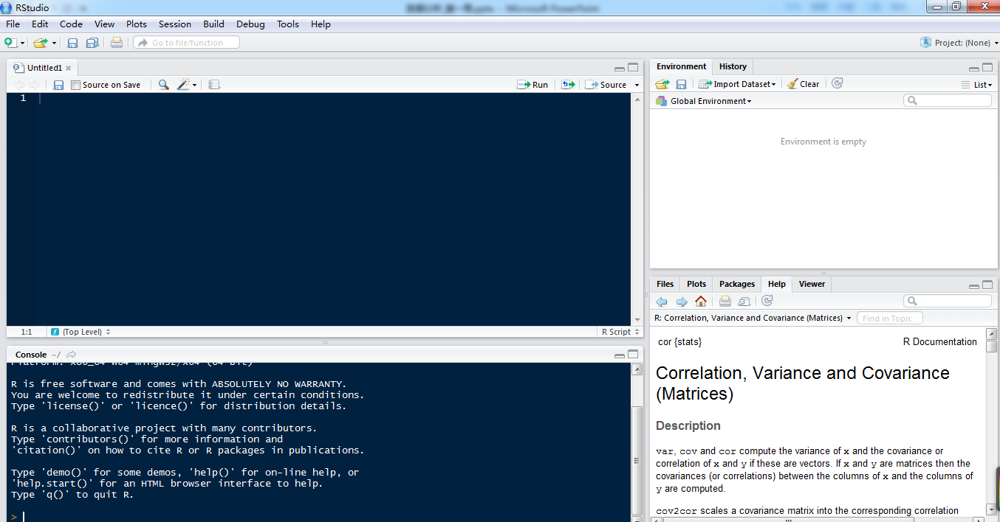 RStudio
Microsoft PowerPoint
File Edit Code View Plots Session Build Debug Tools Help
Go to file/function
Project: (None)
Untitled1
Source on Save
Run
Source
1
1:1
(Top Level)
R Script
Console ~/
R is free software and comes with ABSOLUTELY NO WARRANTY.
You are welcome to redistribute it under certain conditions.
Type 'license()' or 'licence()' for distribution details.
R is a collaborative project with many contributors.
Type 'contributors()' for more information and
'citation()' on how to cite R or R packages in publications.
Type 'demo()' for some demos, 'help()' for on-line help, or
'help.start()' for an HTML browser interface to help.
Type 'q()' to quit R.
>
Environment History
Import Dataset
Clear
List
Global Environment
Environment is empty
Files Plots Packages Help Viewer
R: Correlation, Variance and Covariance (Matrices)
Find in Topic
cor {stats}
R Documentation
Correlation, Variance and Covariance
(Matrices)
Description
var, cov and cor compute the variance of x and the covariance or
correlation of x and y if these are vectors. If x and y are matrices then the
covariances (or correlations) between the columns of x and the columns of
y are computed.
cov2cor scales a covariance matrix into the corresponding correlation